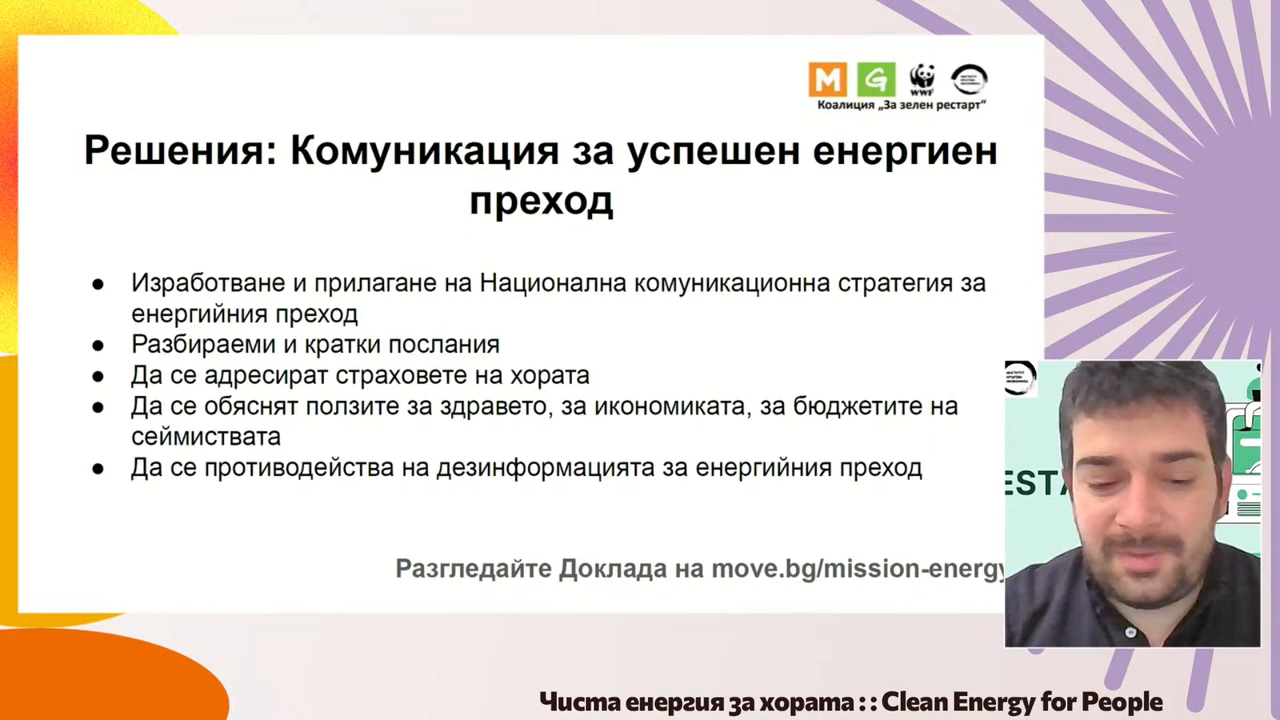 M G
WWF
Коалиция „За зелен рестарт“
Решения: Комуникация за успешен енергиен
преход
● Изработване и прилагане на Национална комуникационна стратегия за
енергийния преход
● Разбираеми и кратки послания
● Да се адресират страховете на хората
● Да се обяснят ползите за здравето, за икономиката, за бюджетите на
сеймиствата
● Да се противодейства на дезинформацията за енергийния преход
Разгледайте Доклада на move.bg/mission-energy
EST
Чиста енергия за хората :: Clean Energy for People